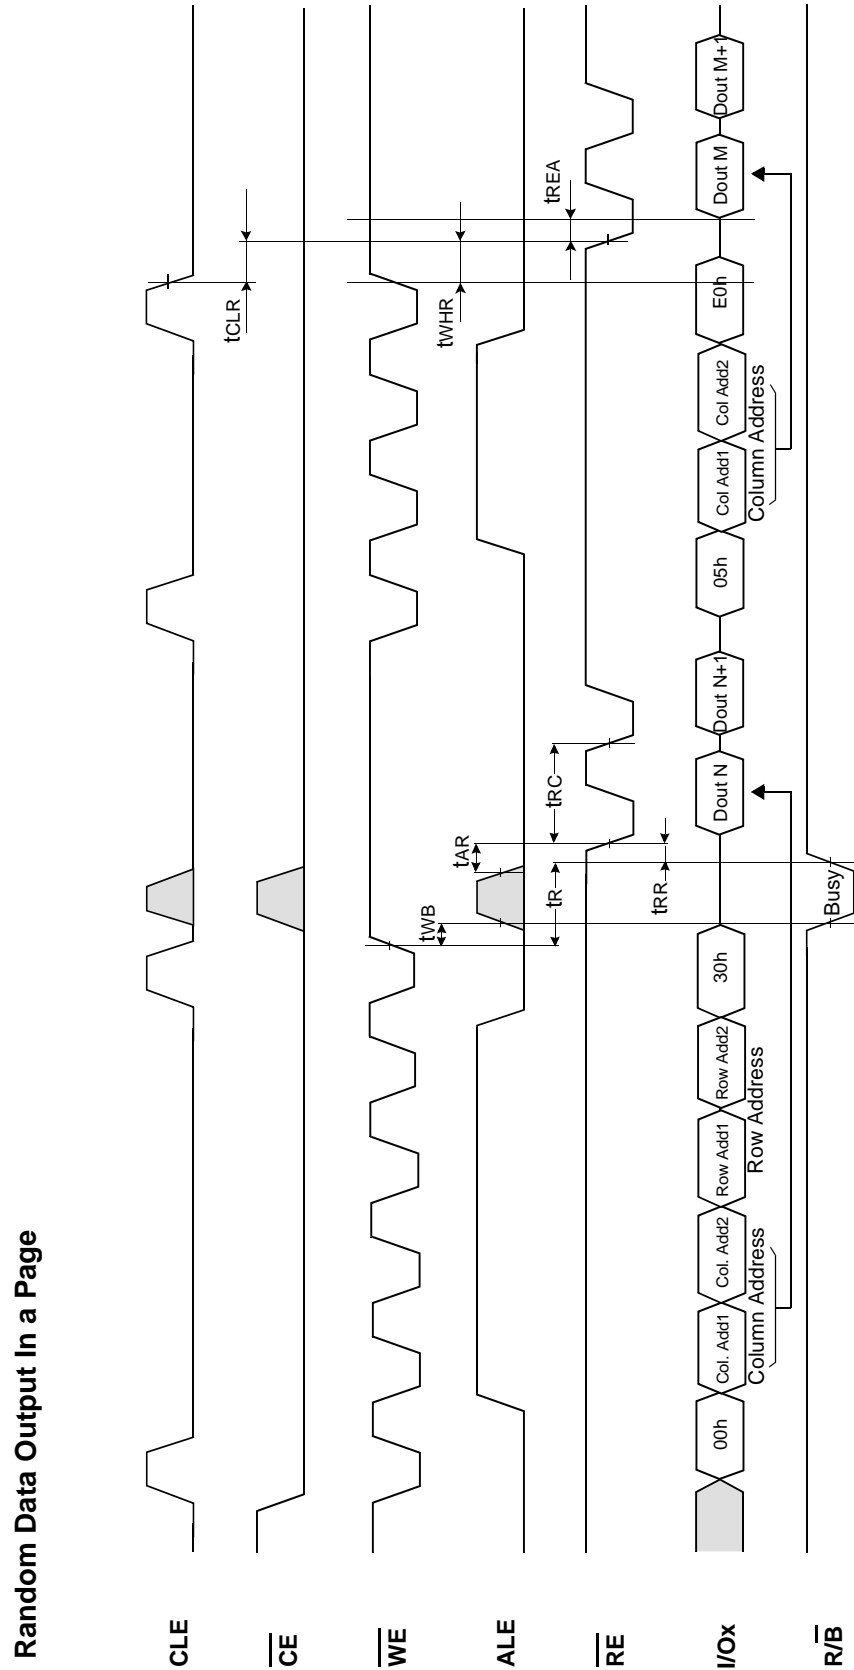 Random Data Output In a Page
CLE
tCLR
CE
WE
tWB
tWHR
ALE
tAR
RE
tR
tRC
tREA
tRR
I/Ox
00h
Col. Add1
Col. Add2
Row Add1
Row Add2
30h
Dout N
Dout N+1
05h
Col Add1
Col Add2
E0h
Dout M
Dout M+1
Column Address
Row Address
Column Address
R/B
Busy